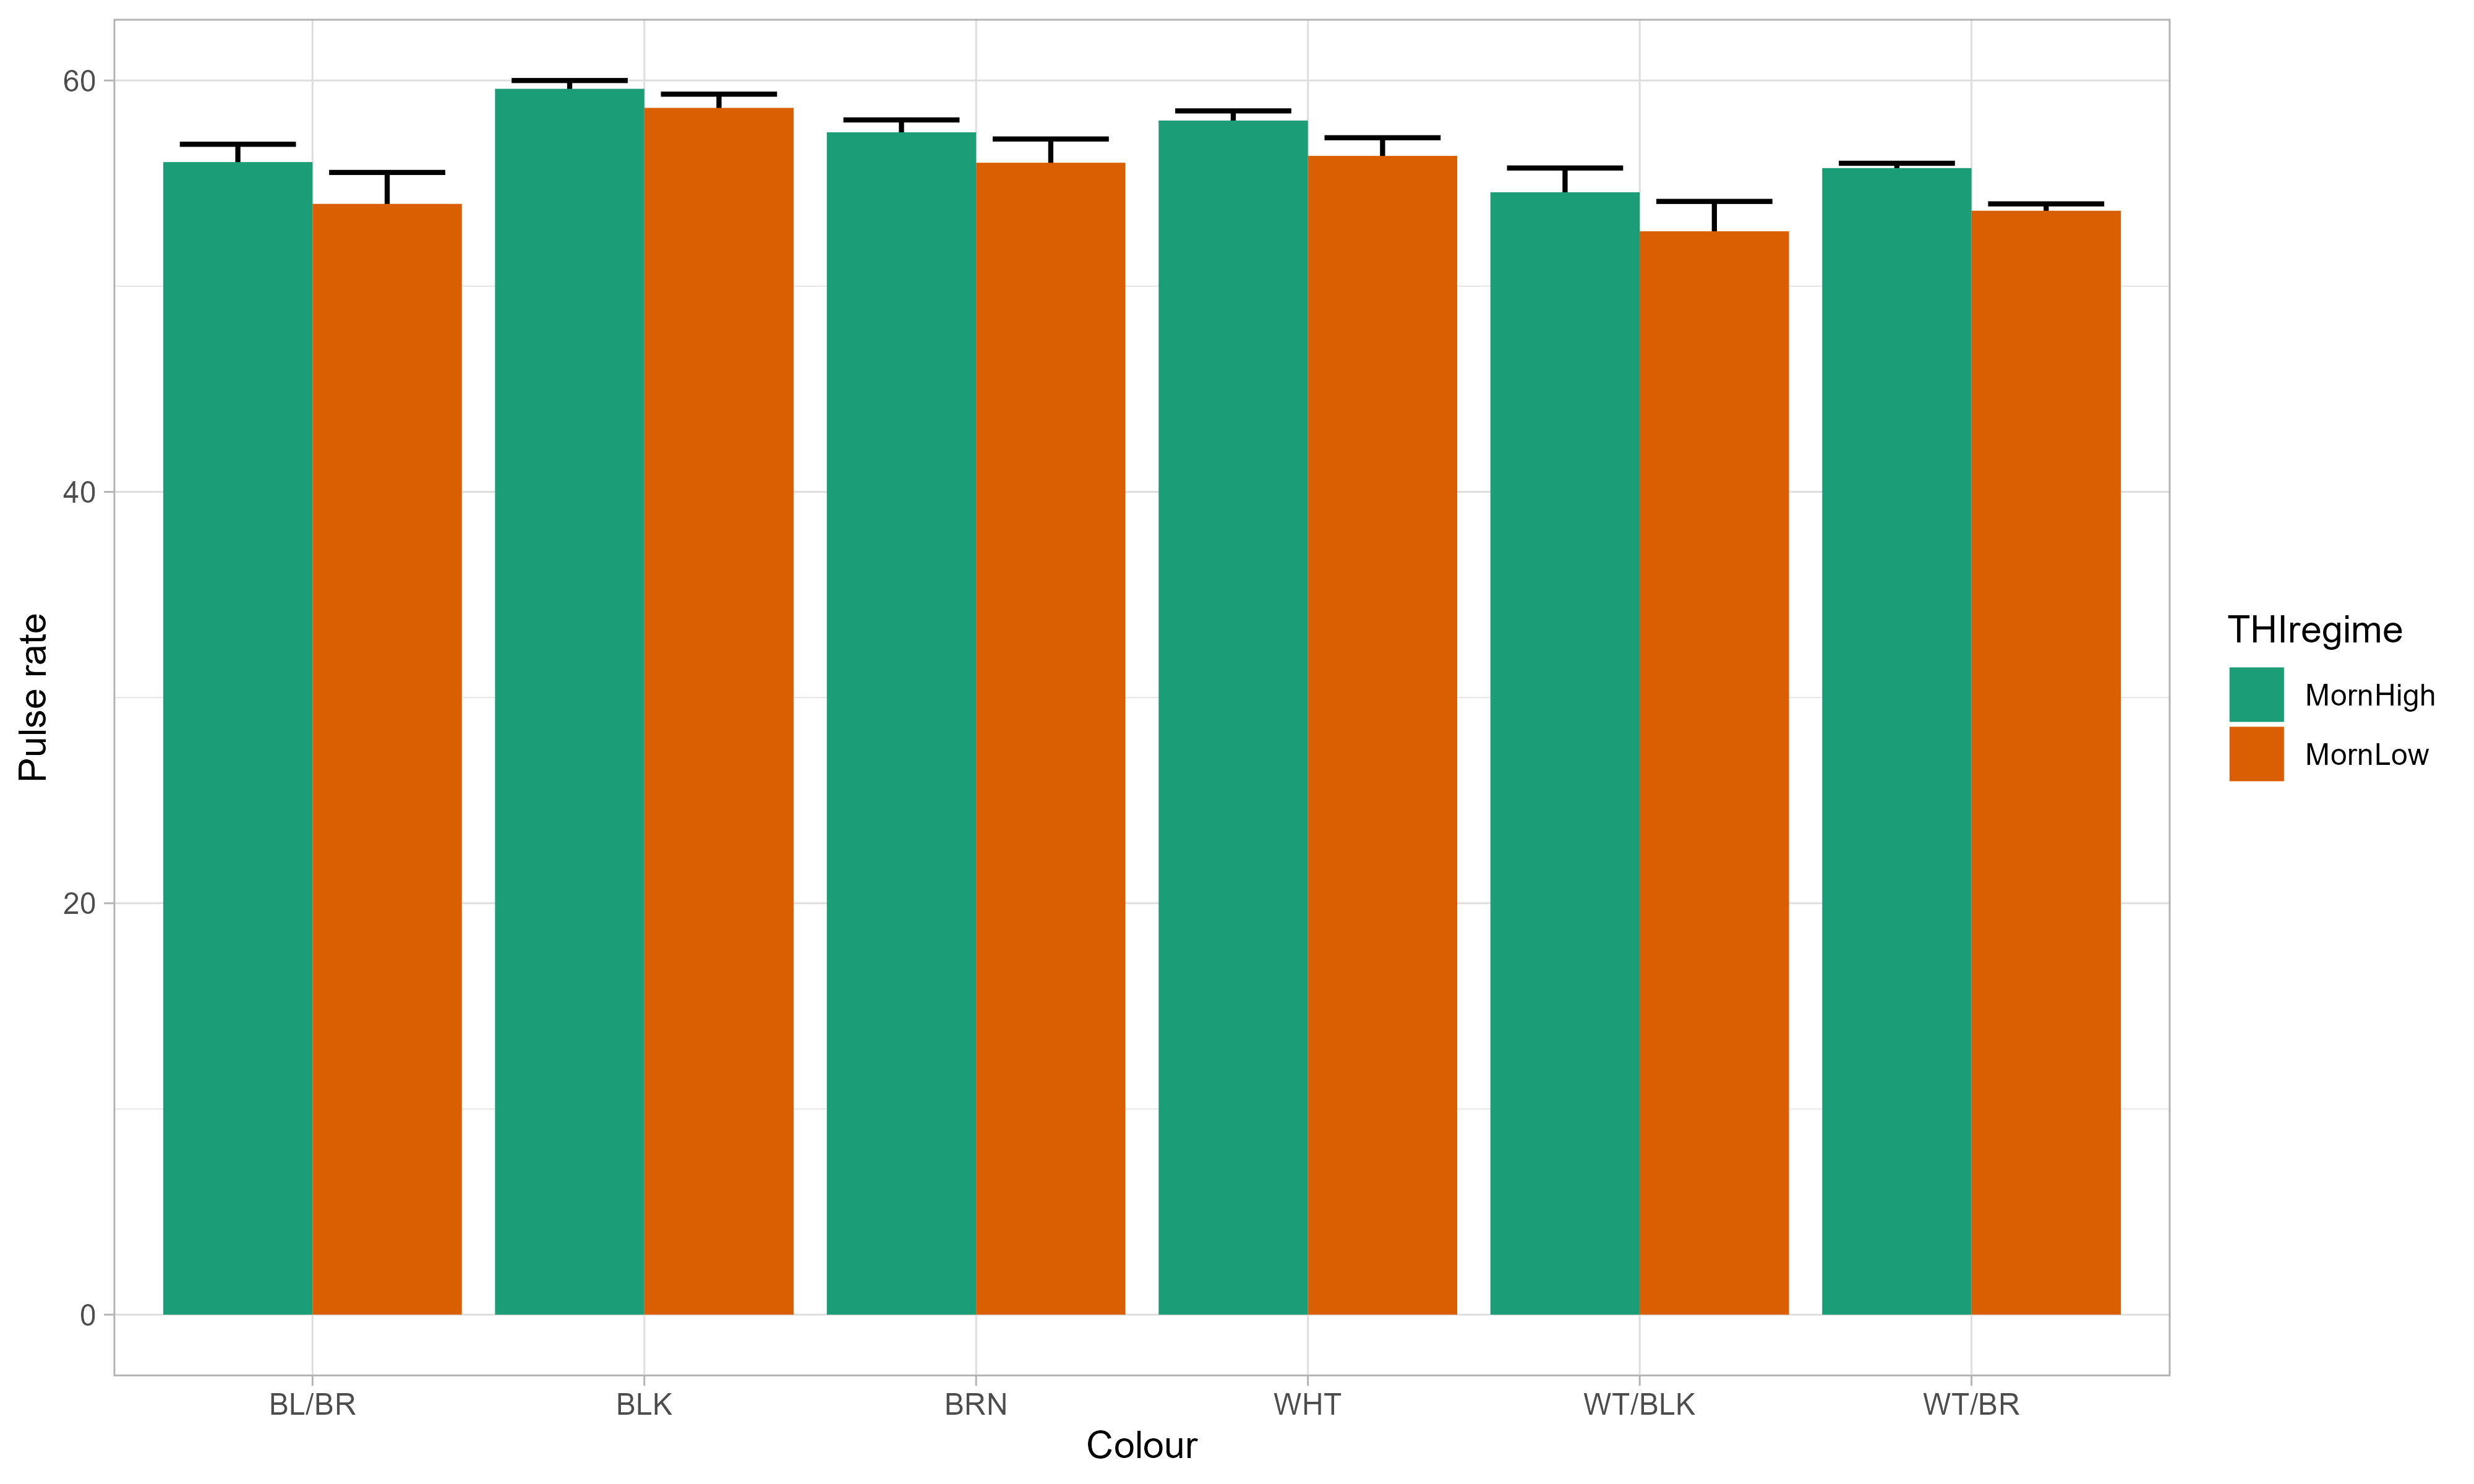 60
40
20
0
Pulse rate
BL/BR
BLK
BRN
WHT
WT/BLK
WT/BR
Colour
THIregime
MornHigh
MornLow